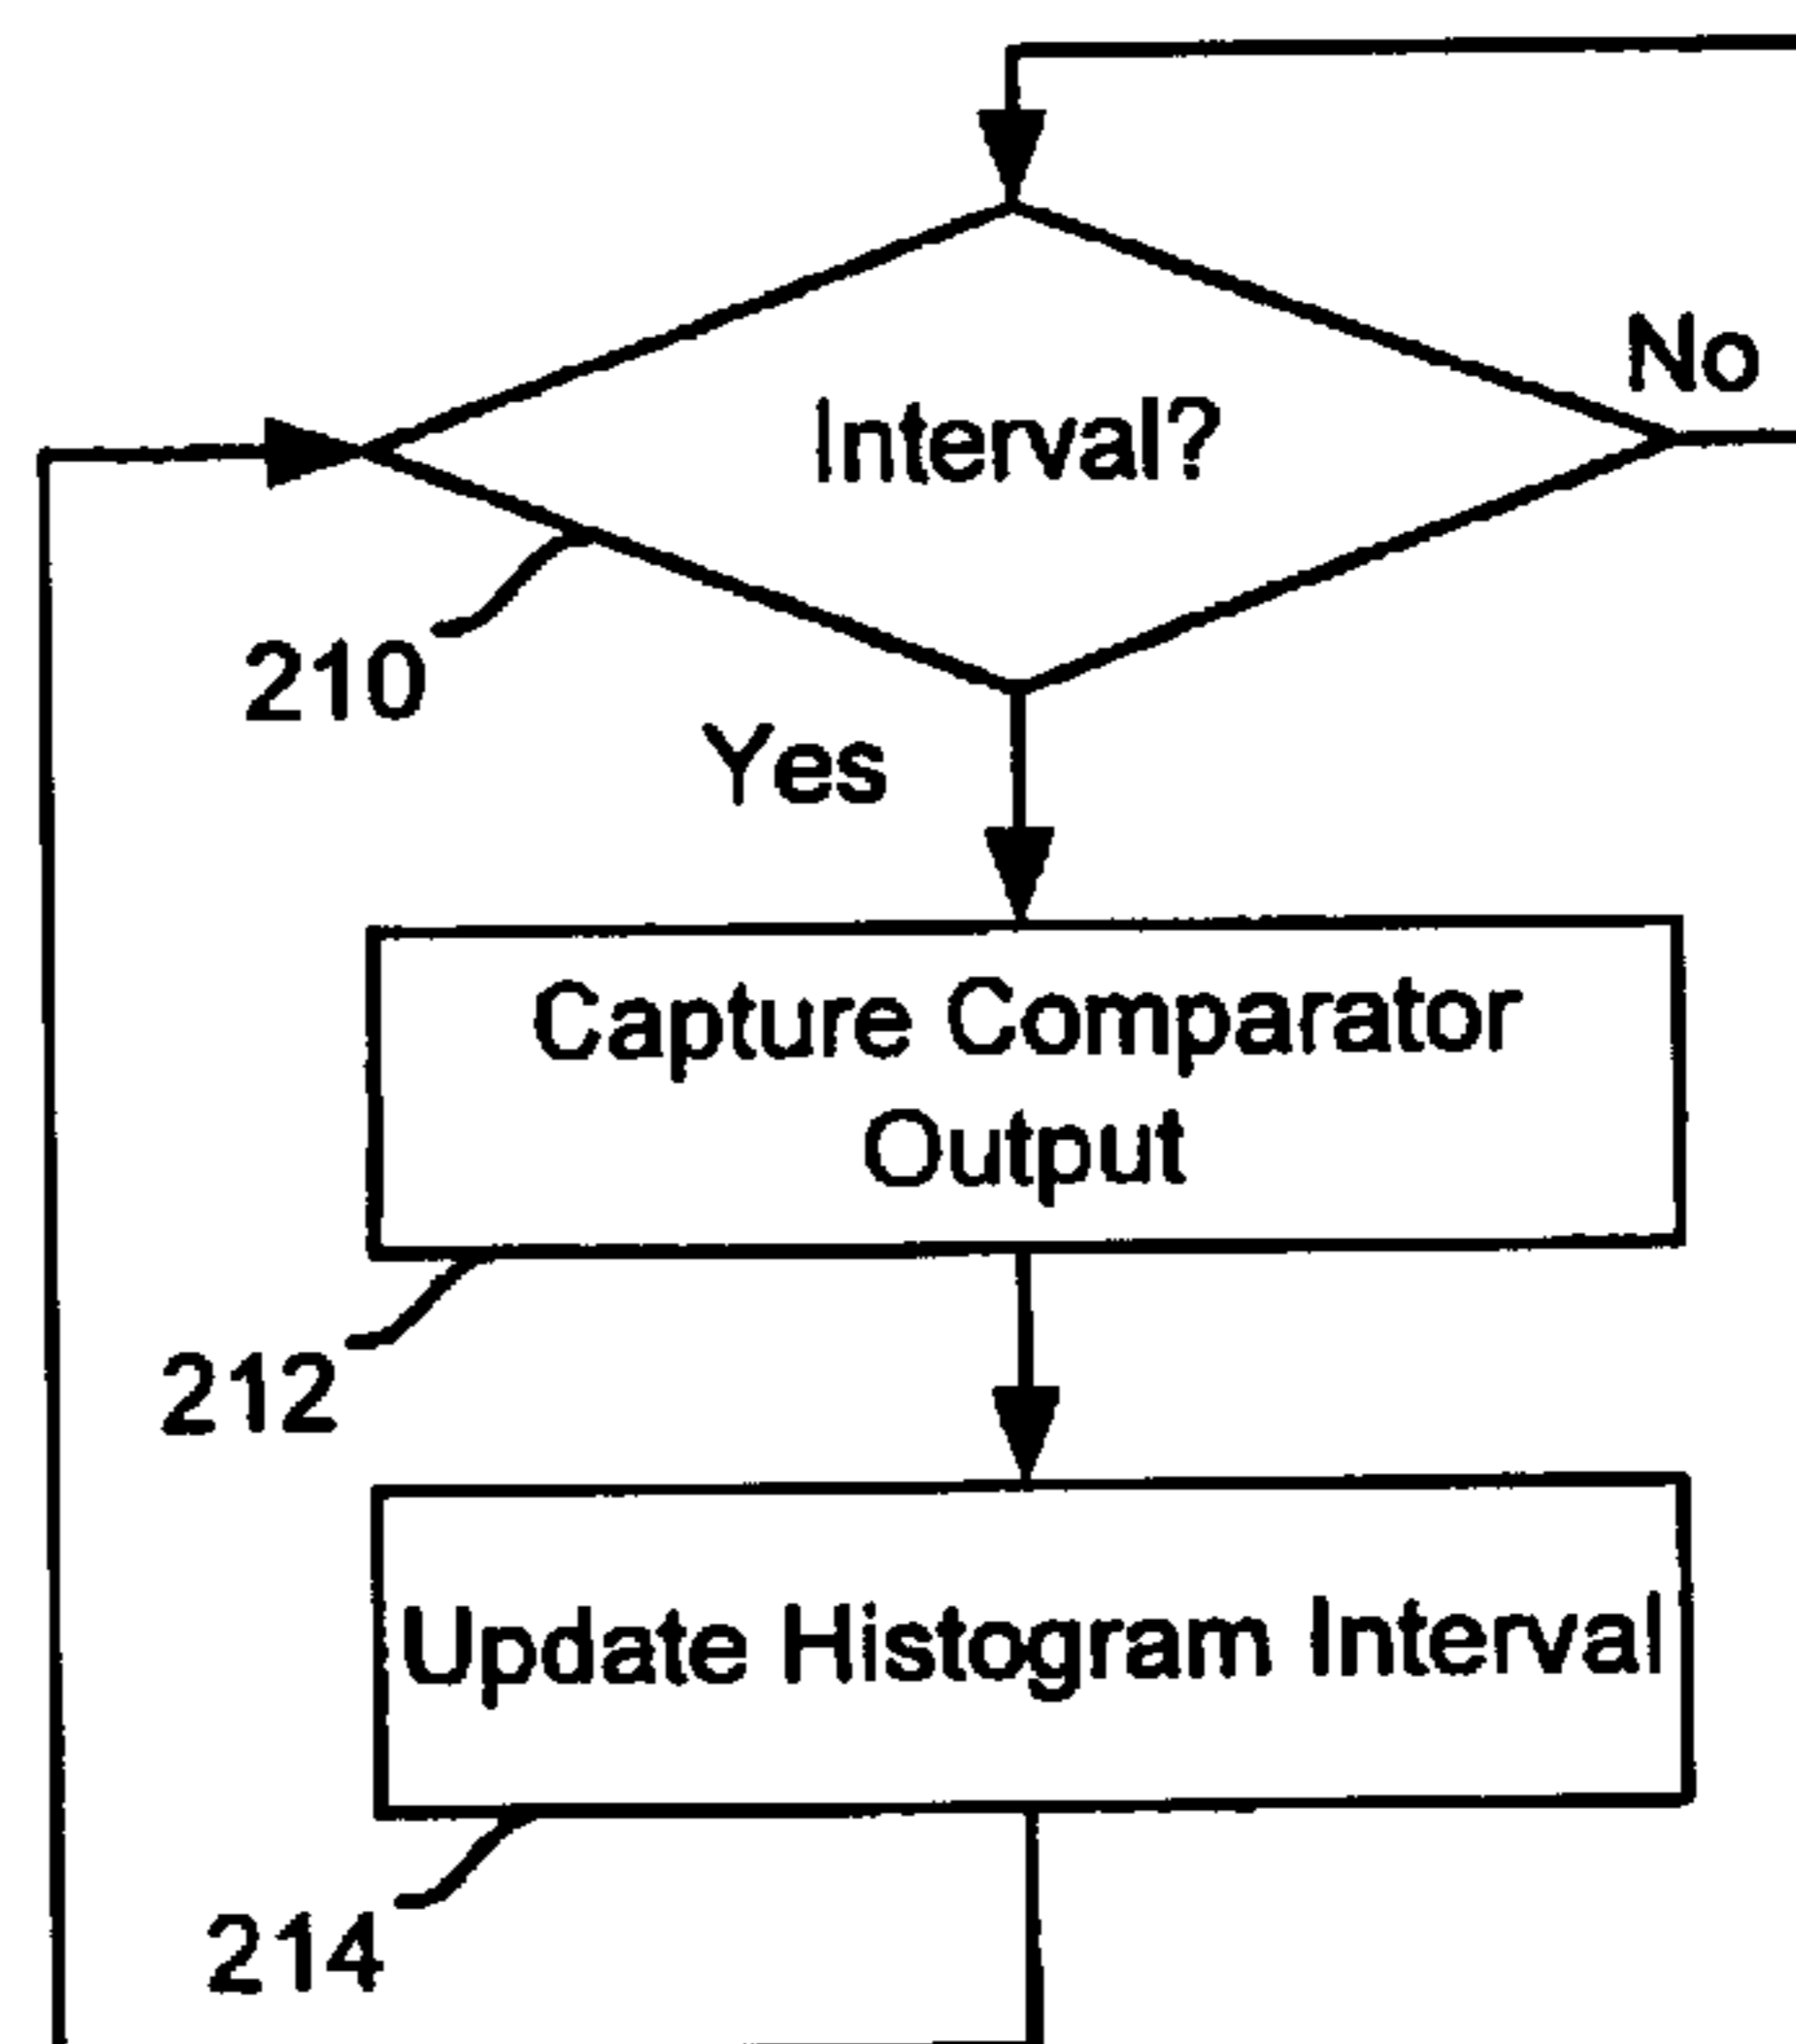 No
Interval?
210
Yes
Capture Comparator
Output
212
Update Histogram Interval
214